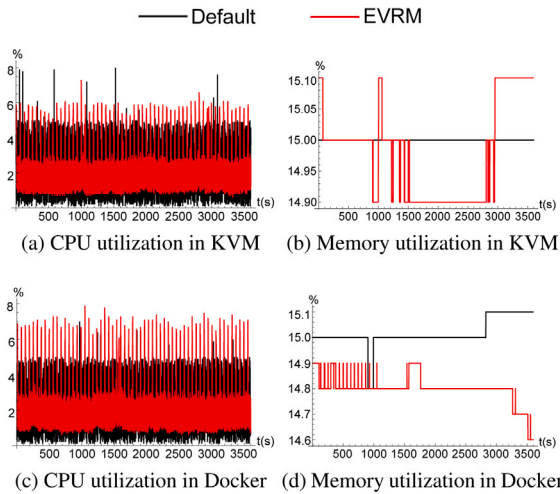 Default EVRM
%
8
6
4
2
500 1000 1500 2000 2500 3000 3500
t(s)
(a) CPU utilization in KVM
%
15.10
15.05
15.00
14.95
14.90
500 1000 1500 2000 2500 3000 3500
t(s)
(b) Memory utilization in KVM
%
8
6
4
2
500 1000 1500 2000 2500 3000 3500
t(s)
(c) CPU utilization in Docker
%
15.1
15.0
14.9
14.8
14.7
14.6
500 1000 1500 2000 2500 3000 3500
t(s)
(d) Memory utilization in Docker